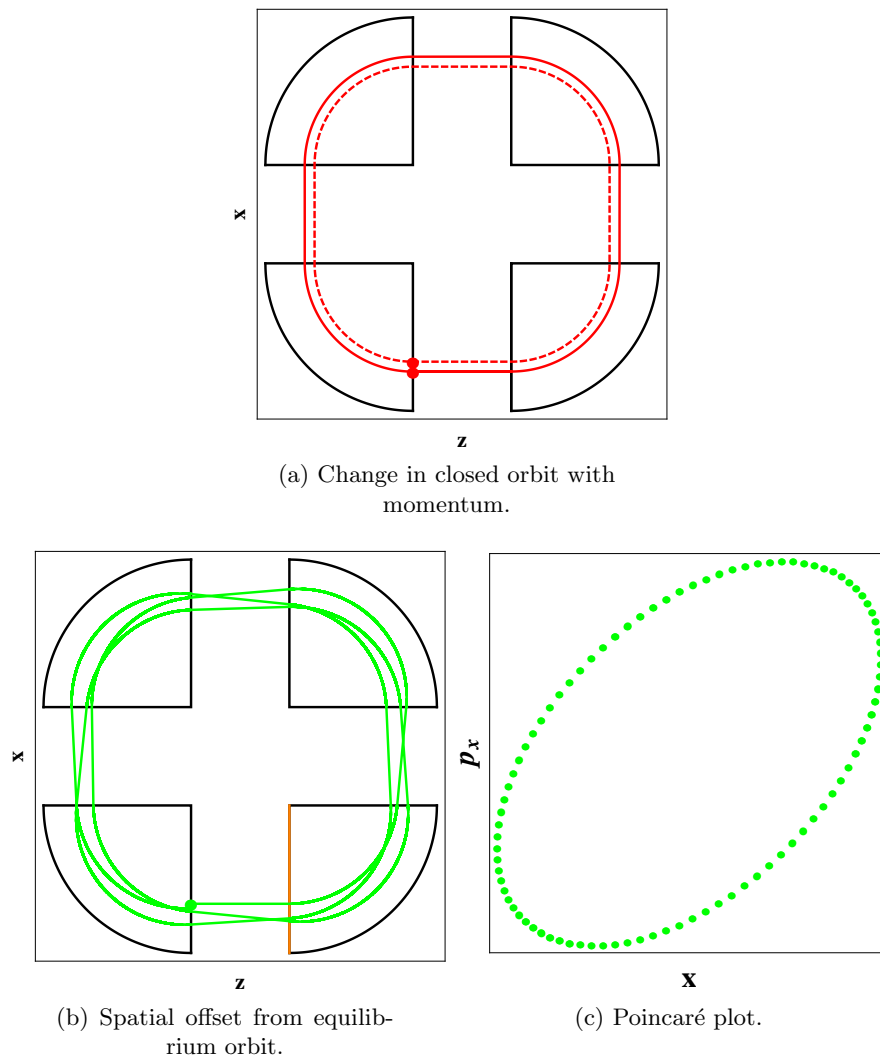 x
z
(a) Change in closed orbit with
momentum.
x
z
(b) Spatial offset from equilib-
rium orbit.
p_x
x
(c) Poincaré plot.